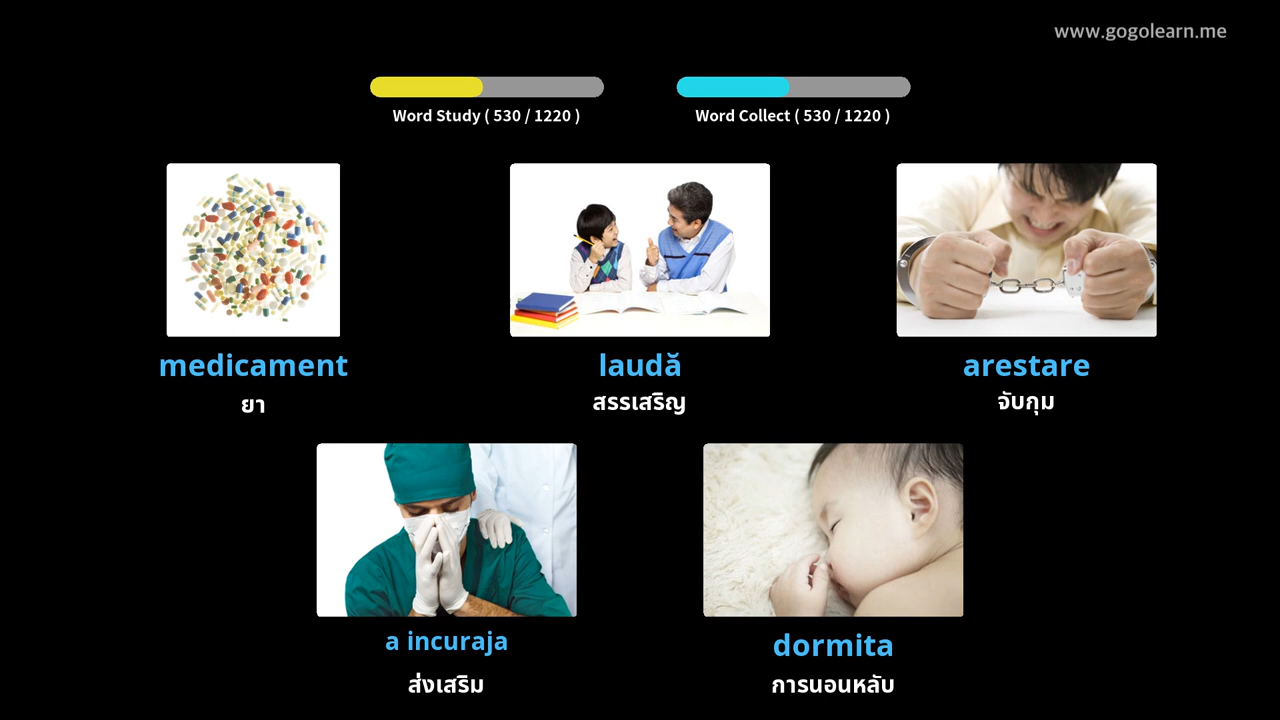 www.gogolearn.me
Word Study ( 530 / 1220 )
Word Collect ( 530 / 1220 )
medicament
ยา
laudă
สรรเสริญ
arestare
จับกุม
a incuraja
ส่งเสริม
dormita
การนอนหลับ